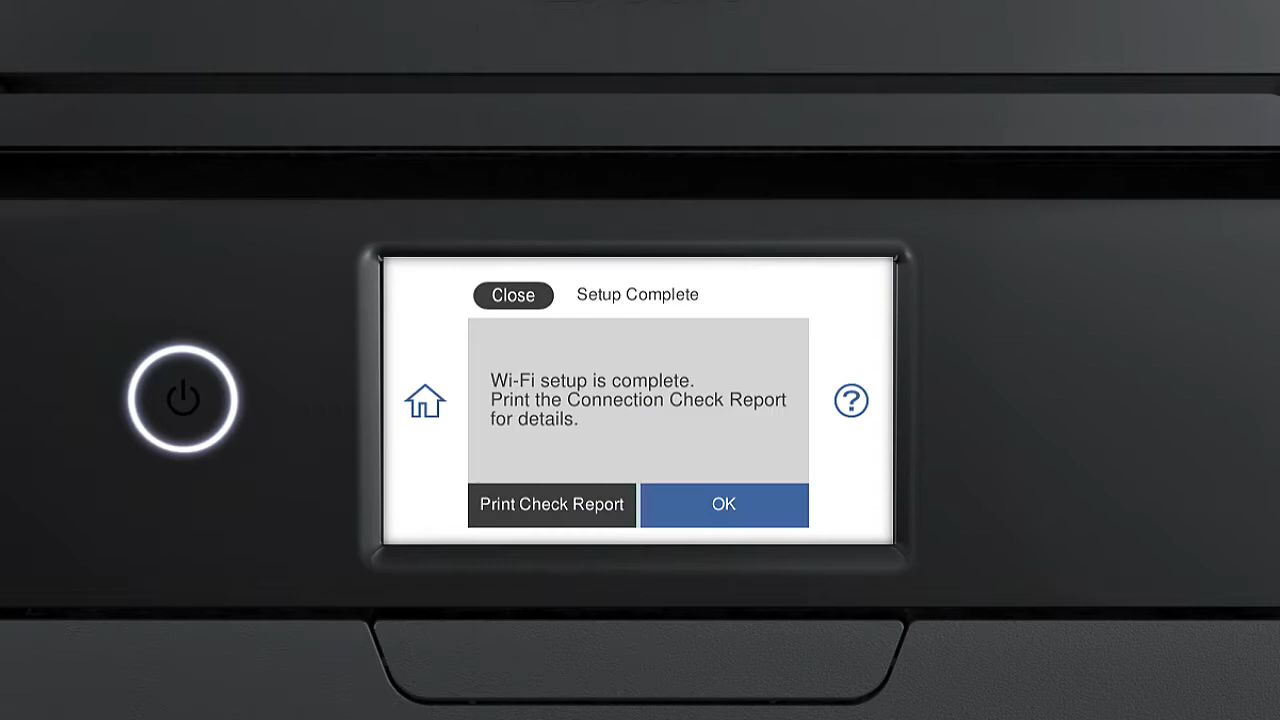 Close
Setup Complete
Wi-Fi setup is complete.
Print the Connection Check Report
for details.
Print Check Report
OK